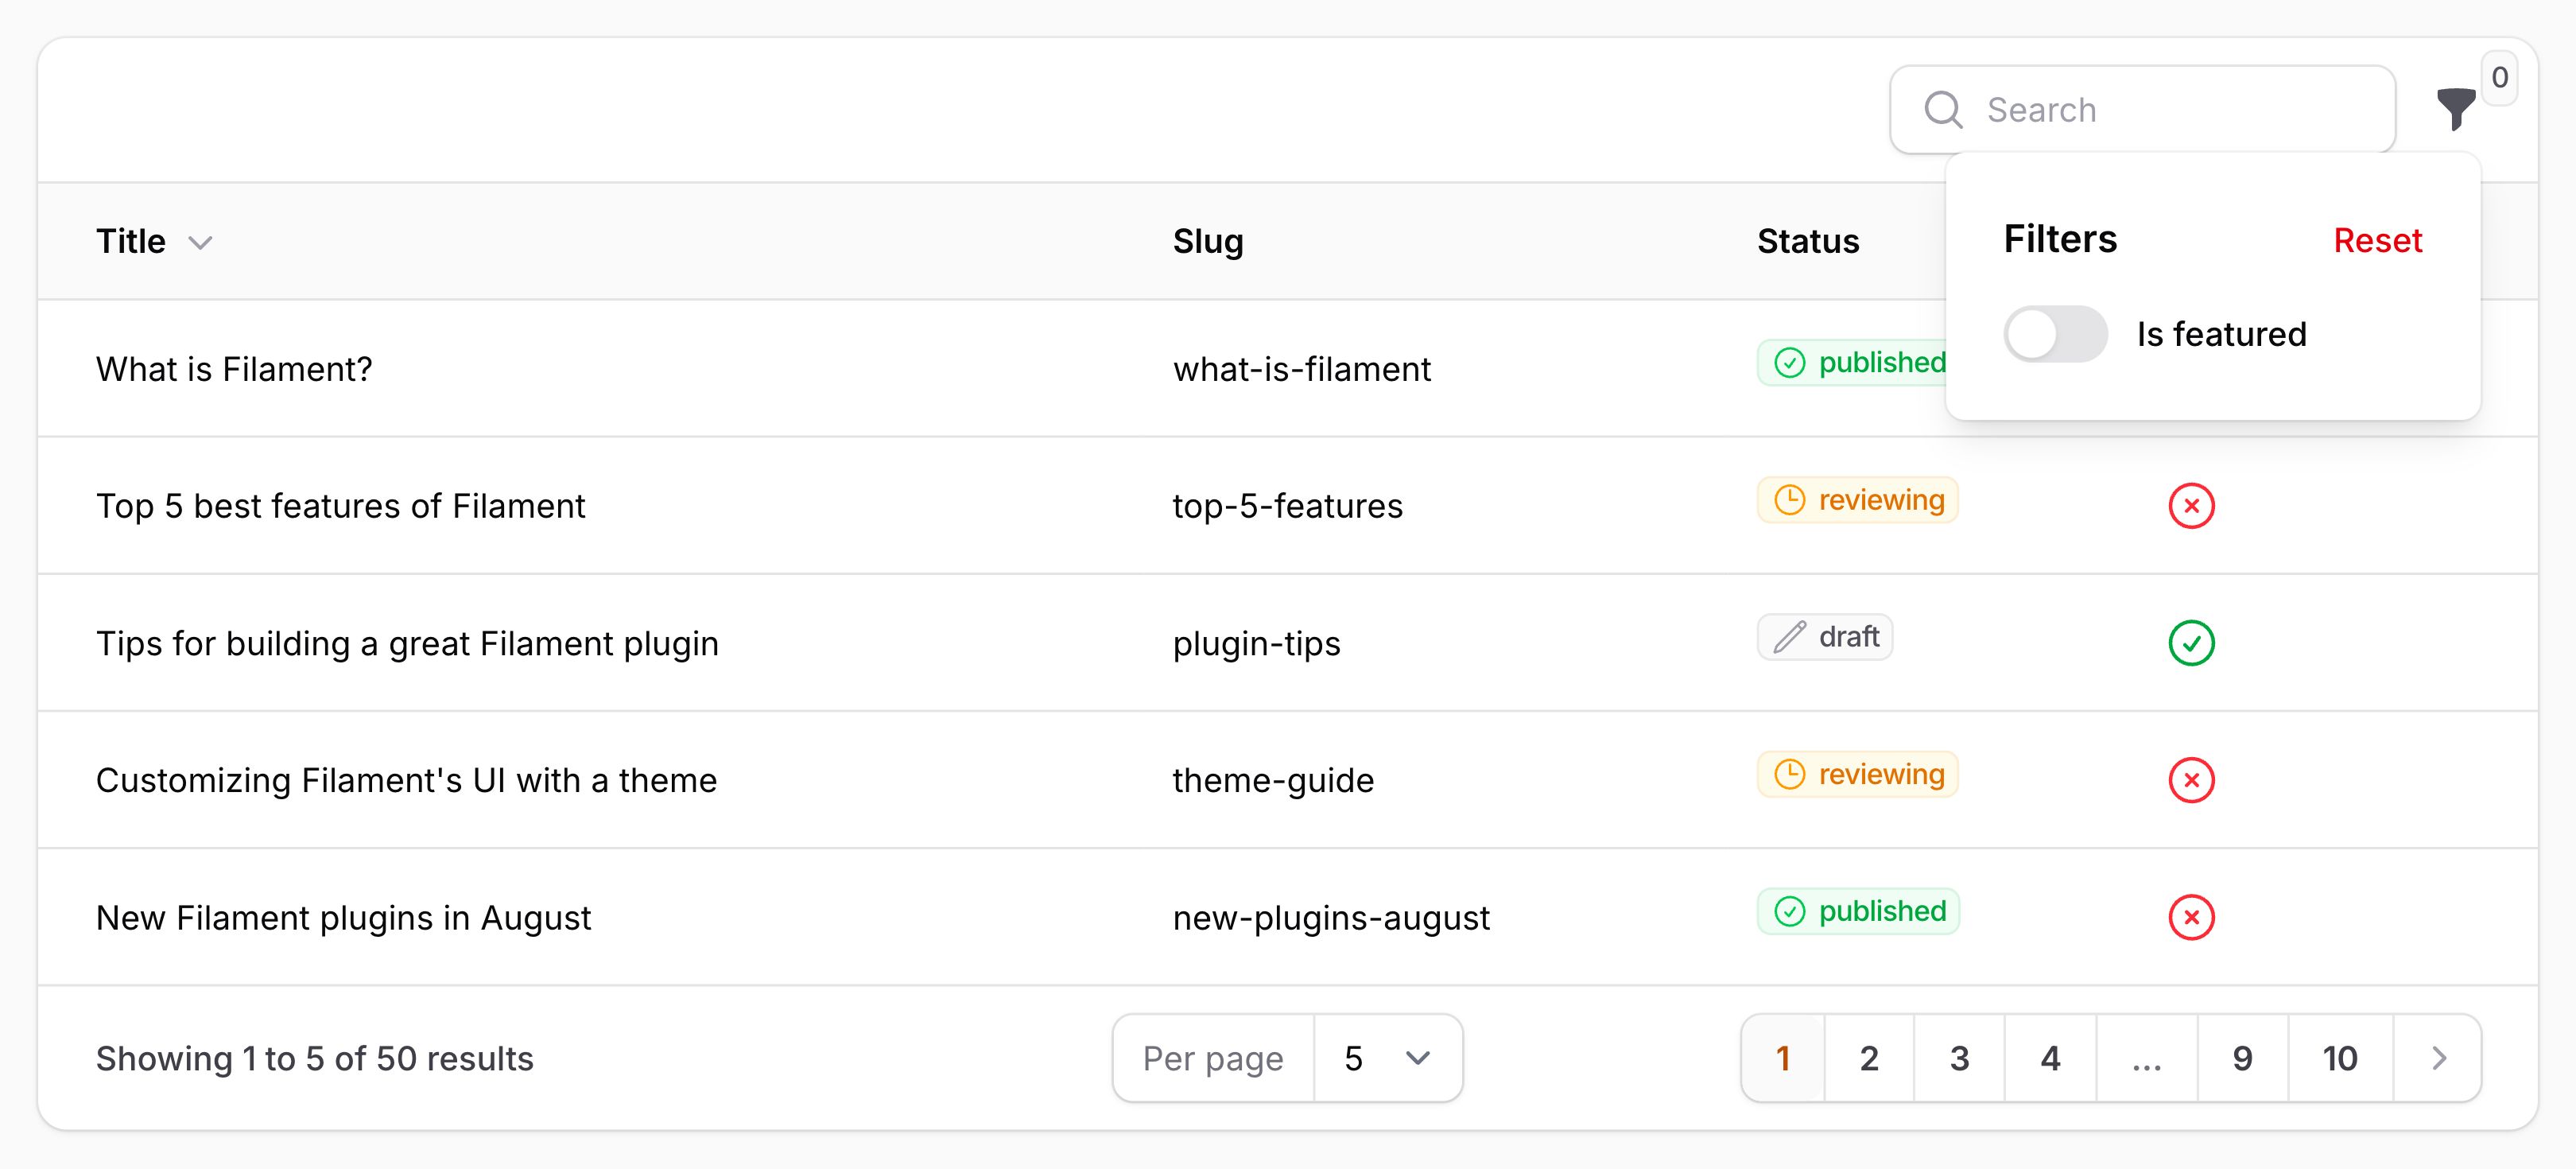 Search
0
Title Slug Status
Filters Reset
Is featured
What is Filament? what-is-filament published
Top 5 best features of Filament top-5-features reviewing
Tips for building a great Filament plugin plugin-tips draft
Customizing Filament's UI with a theme theme-guide reviewing
New Filament plugins in August new-plugins-august published
Showing 1 to 5 of 50 results Per page 5 1 2 3 4 ... 9 10